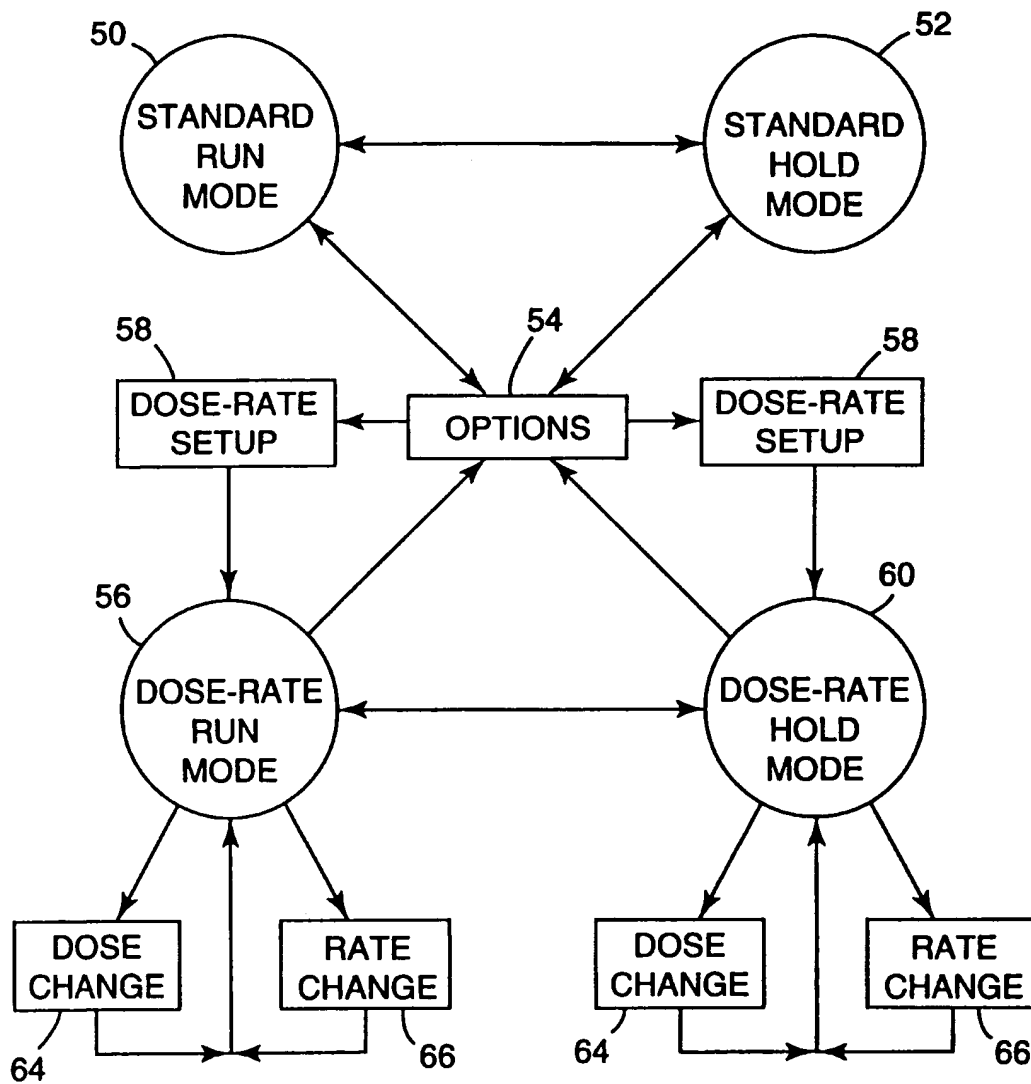 50
52
STANDARD
RUN
MODE
STANDARD
HOLD
MODE
58
54
58
DOSE-RATE
SETUP
OPTIONS
DOSE-RATE
SETUP
56
60
DOSE-RATE
RUN
MODE
DOSE-RATE
HOLD
MODE
DOSE
CHANGE
RATE
CHANGE
DOSE
CHANGE
RATE
CHANGE
64
66
64
66